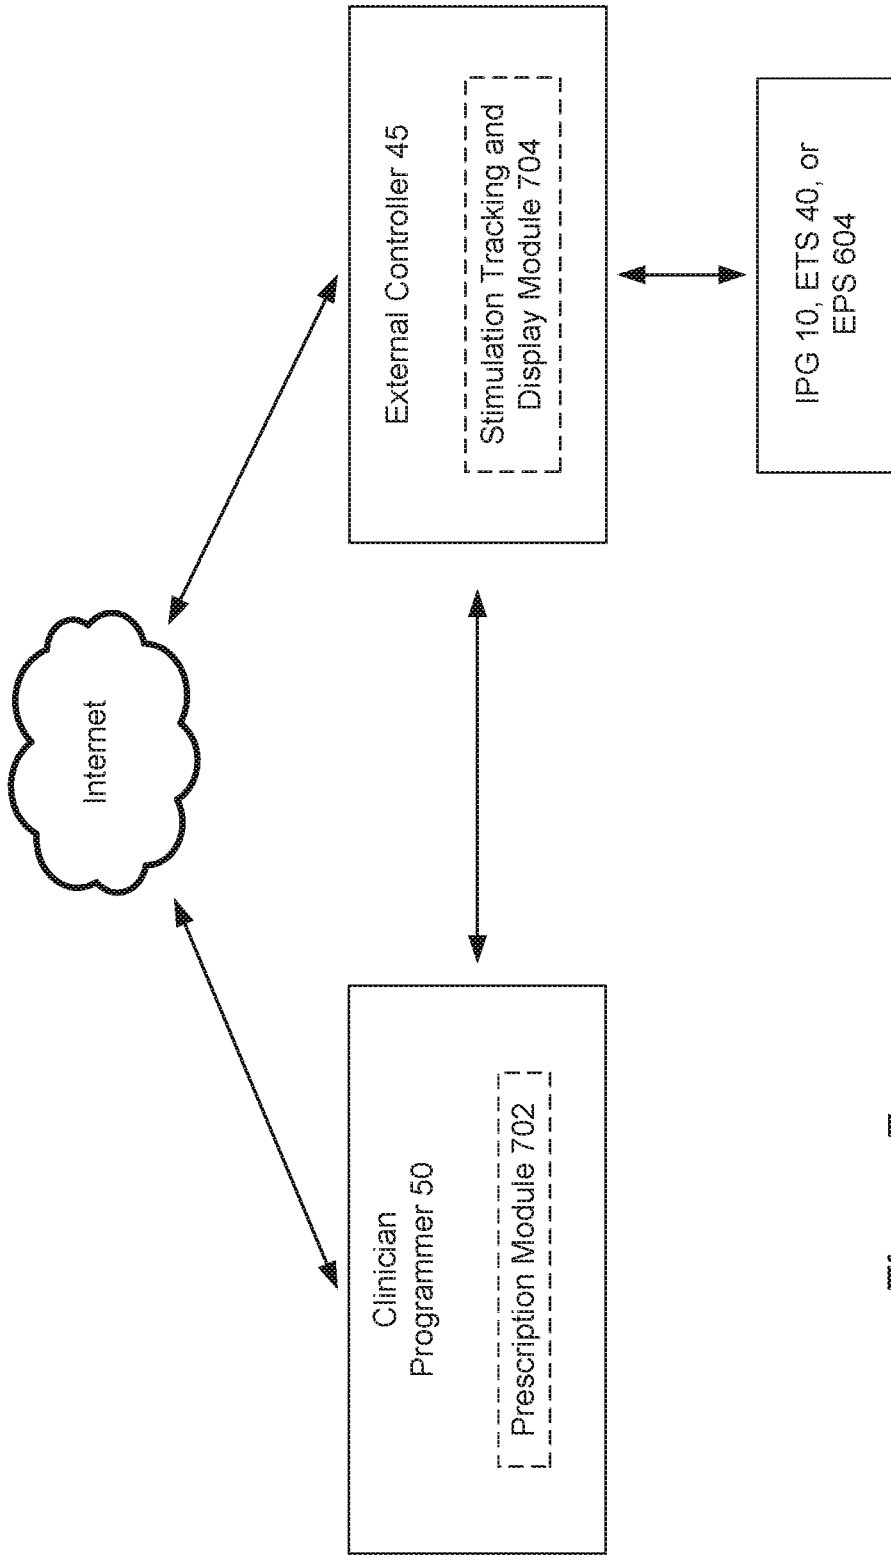 Internet
Clinician
Programmer 50
Prescription Module 702
External Controller 45
Stimulation Tracking and
Display Module 704
IPG 10, ETS 40, or
EPS 604